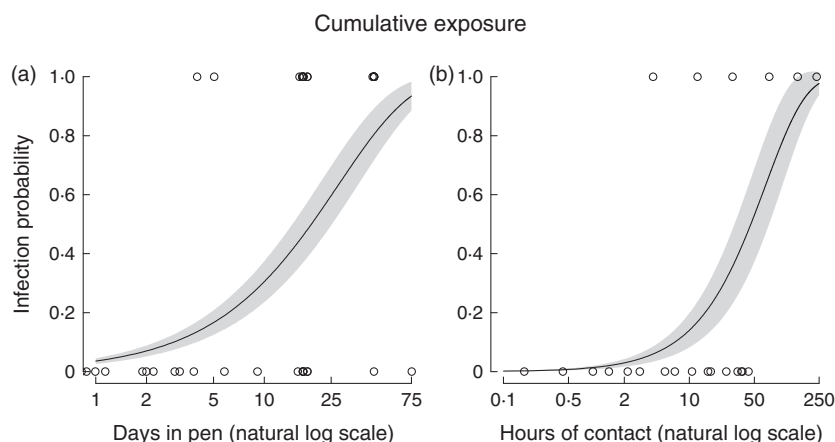 Cumulative exposure
(a)
1·0
0·8
0·6
0·4
0·2
0
Infection probability
1 2 5 10 25 75
Days in pen (natural log scale)
(b)
1·0
0·8
0·6
0·4
0·2
0
0·1 0·5 2 10 50 250
Hours of contact (natural log scale)